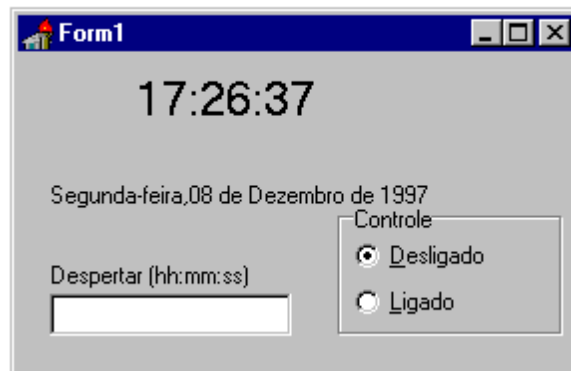 Form1
17:26:37
Segunda-feira,08 de Dezembro de 1997
Controle
Desligado
Despertar (hh:mm:ss)
Ligado